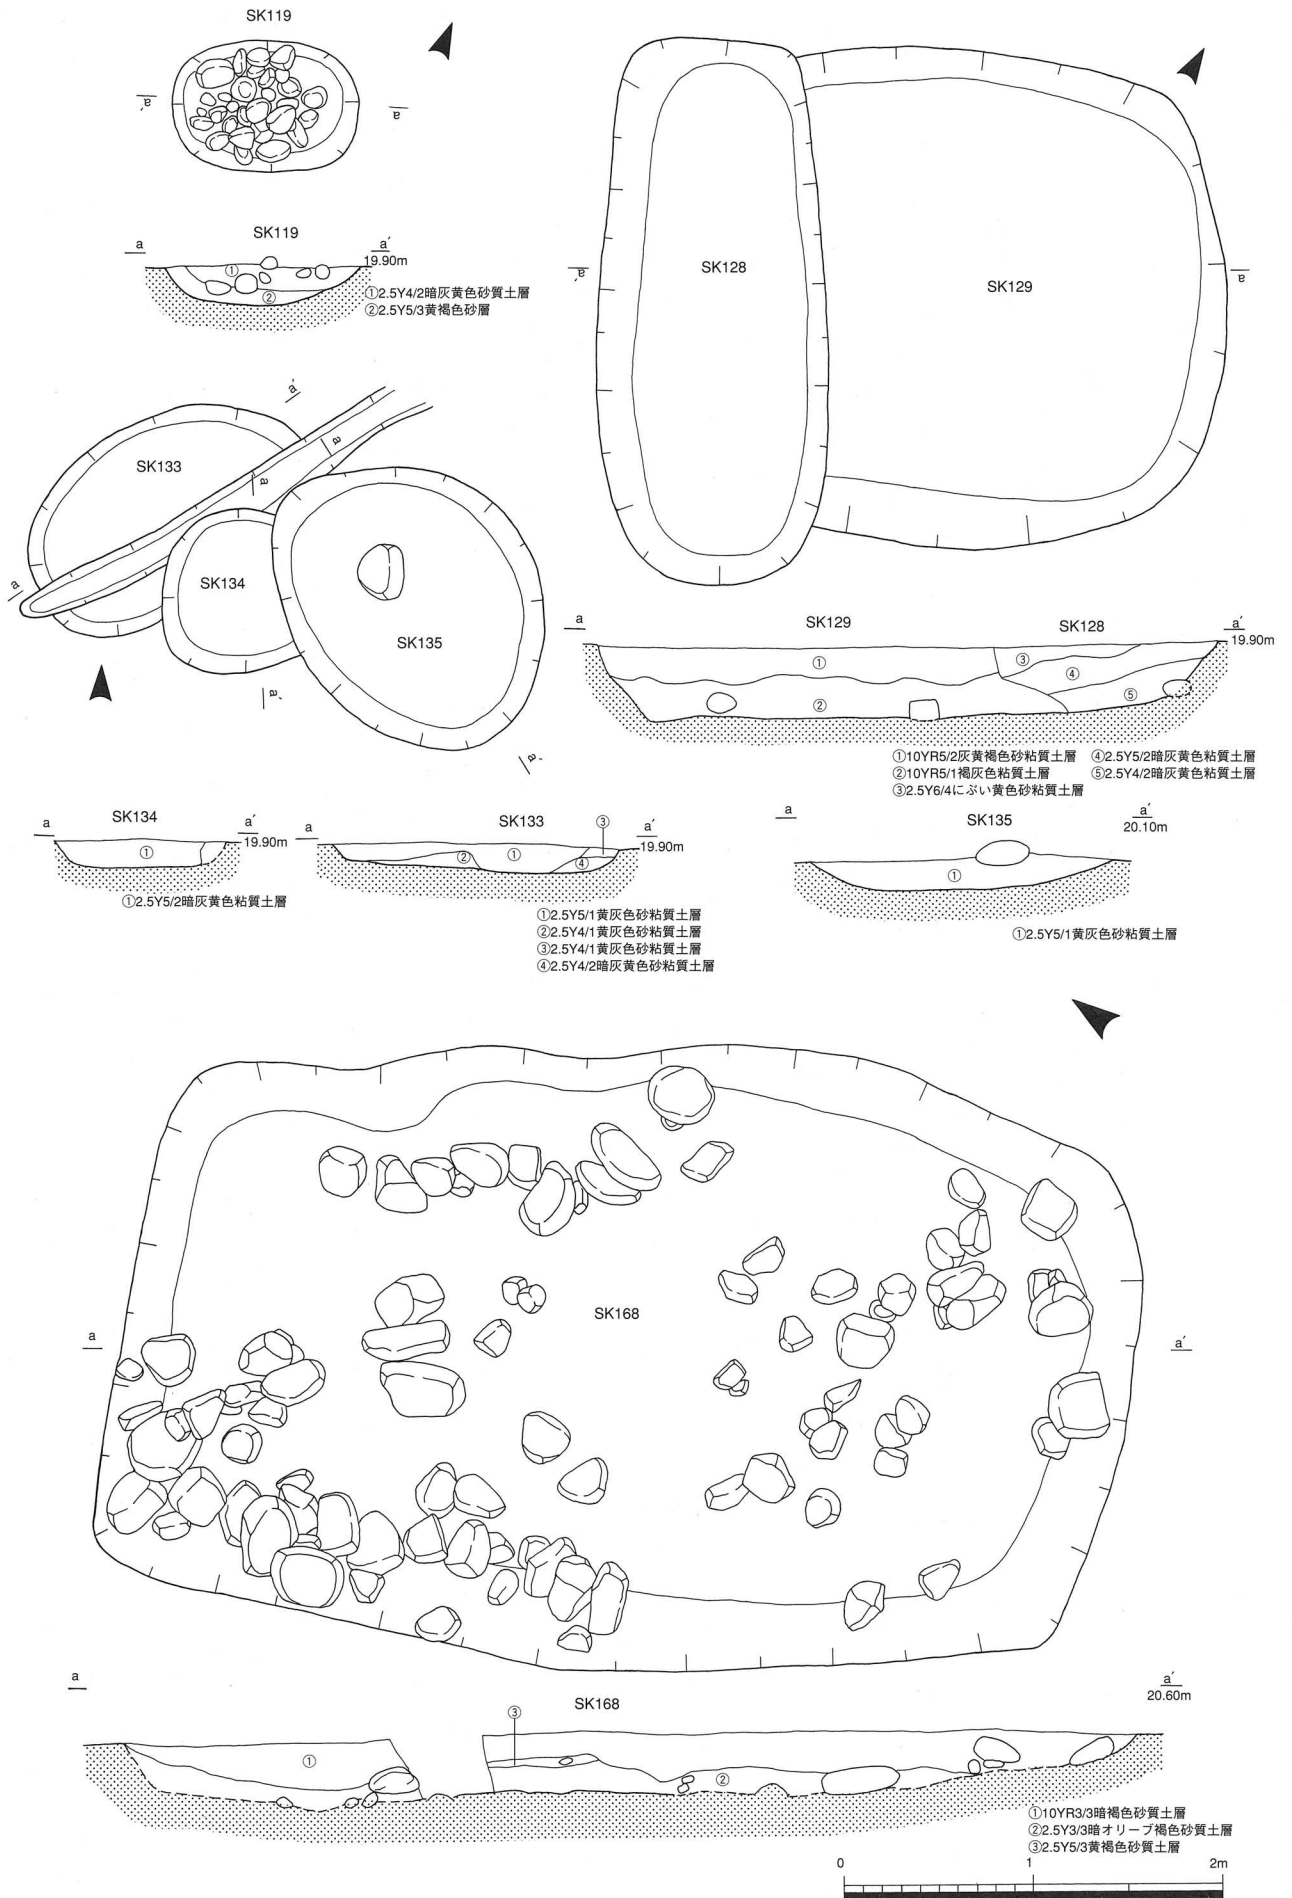 SK119
a′
a
SK119
a
a′
19.90m
①
②
①2.5Y4/2暗灰黄色砂質土層
②2.5Y5/3黄褐色砂層
SK128
SK129
a′
a
SK129
SK128
a
a′
19.90m
①
②
③
④
⑤
①10YR5/2灰黄褐色砂粘質土層
②10YR5/1褐灰色粘質土層
③2.5Y6/4にぶい黄色砂粘質土層
④2.5Y5/2暗灰黄色粘質土層
⑤2.5Y4/2暗灰黄色粘質土層
a′
a
a
SK133
a
SK134
SK135
a′
a′
SK134
a
a′
19.90m
①
①2.5Y5/2暗灰黄色粘質土層
SK133
a
a′
19.90m
③
②
①
④
①2.5Y5/1黄灰色砂粘質土層
②2.5Y4/1黄灰色砂粘質土層
③2.5Y4/1黄灰色砂粘質土層
④2.5Y4/2暗灰黄色砂粘質土層
SK135
a
a′
20.10m
①
①2.5Y5/1黄灰色砂粘質土層
SK168
a
a′
a
a′
20.60m
SK168
③
①
②
①10YR3/3暗褐色砂質土層
②2.5Y3/3暗オリーブ褐色砂質土層
③2.5Y5/3黄褐色砂質土層
0 1 2m